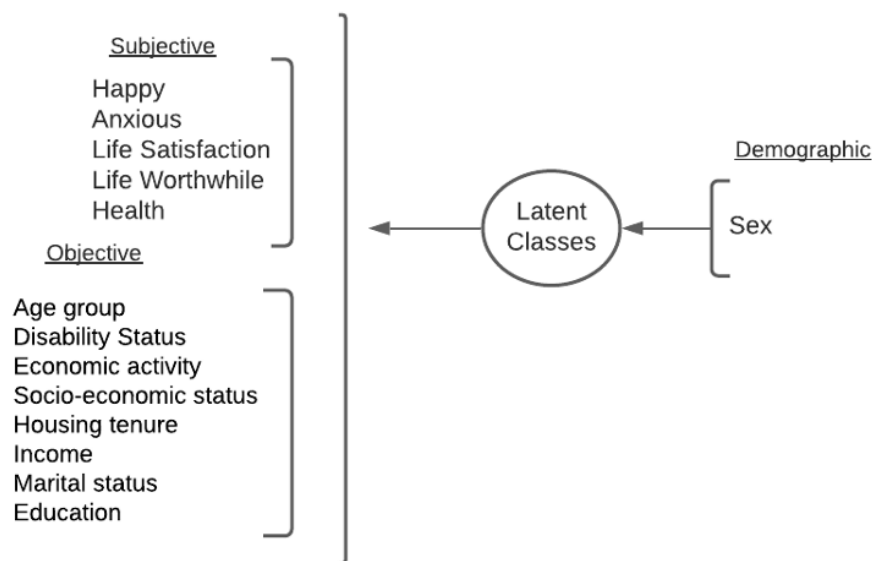 Subjective
Happy
Anxious
Life Satisfaction
Life Worthwhile
Health
Objective
Age group
Disability Status
Economic activity
Socio-economic status
Housing tenure
Income
Marital status
Education
Latent
Classes
Demographic
Sex